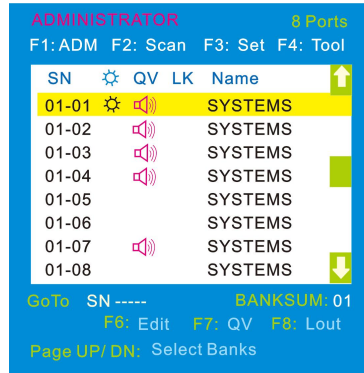 ADMINISTRATOR 8 Ports
F1: ADM F2: Scan F3: Set F4: Tool
SN QV LK Name
01-01 SYSTEMS
01-02 SYSTEMS
01-03 SYSTEMS
01-04 SYSTEMS
01-05 SYSTEMS
01-06 SYSTEMS
01-07 SYSTEMS
01-08 SYSTEMS
GoTo SN ----- BANKSUM: 01
F6: Edit F7: QV F8: Lout
Page UP/ DN: Select Banks